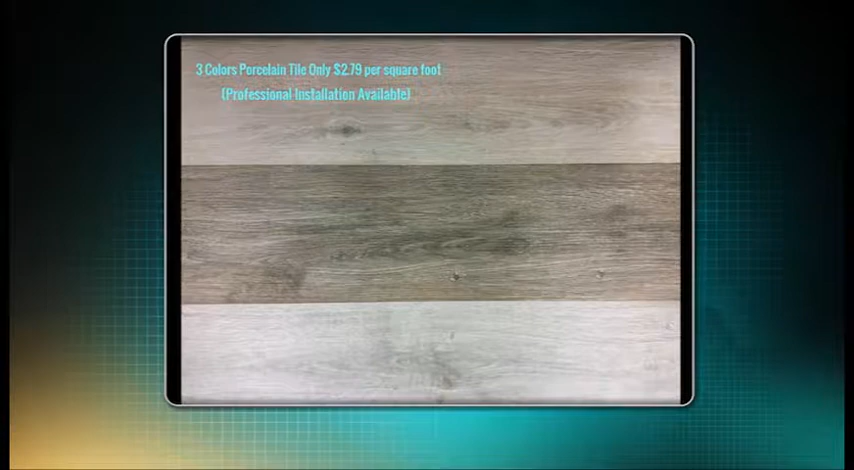 3 Colors Porcelain Tile Only $2.79 per square foot
(Professional Installation Available)